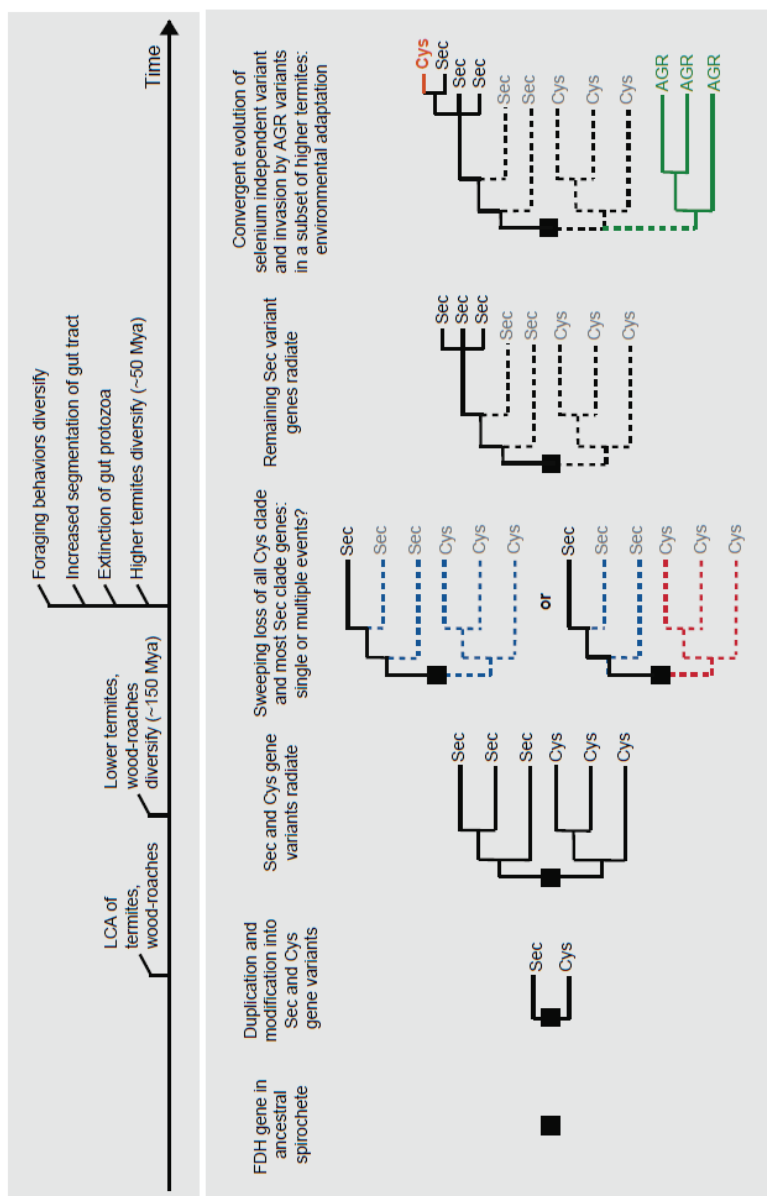 Time
LCA of
termites,
wood-roaches
Lower termites,
wood-roaches
diversify (~150 Mya)
Foraging behaviors diversify
Increased segmentation of gut tract
Extinction of gut protozoa
Higher termites diversify (~50 Mya)
FDH gene in
ancestral
spirochete
Duplication and
modification into
Sec and Cys
gene variants
Sec
Cys
Sec and Cys gene
variants radiate
Sec
Sec
Sec
Cys
Cys
Cys
Sweeping loss of all Cys clade
and most Sec clade genes:
single or multiple events?
Sec
Sec
Sec
Cys
Cys
Cys
or
Sec
Sec
Sec
Cys
Cys
Cys
Remaining Sec variant
genes radiate
Sec
Sec
Sec
Sec
Sec
Cys
Cys
Cys
Convergent evolution of
selenium independent variant
and invasion by AGR variants
in a subset of higher termites:
environmental adaptation
Cys
Sec
Sec
Sec
Sec
Sec
Cys
Cys
Cys
AGR
AGR
AGR